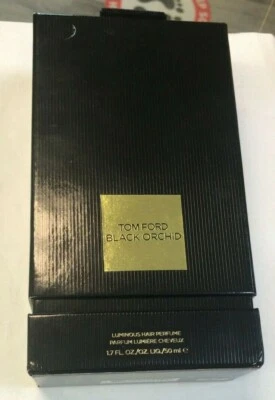 TOM FORD
BLACK ORCHID
LUMINOUS HAIR PERFUME
PARFUM LUMIÈRE CHEVEUX
1.7 FL. OZ./OZ. LIQ./50 ml ℮